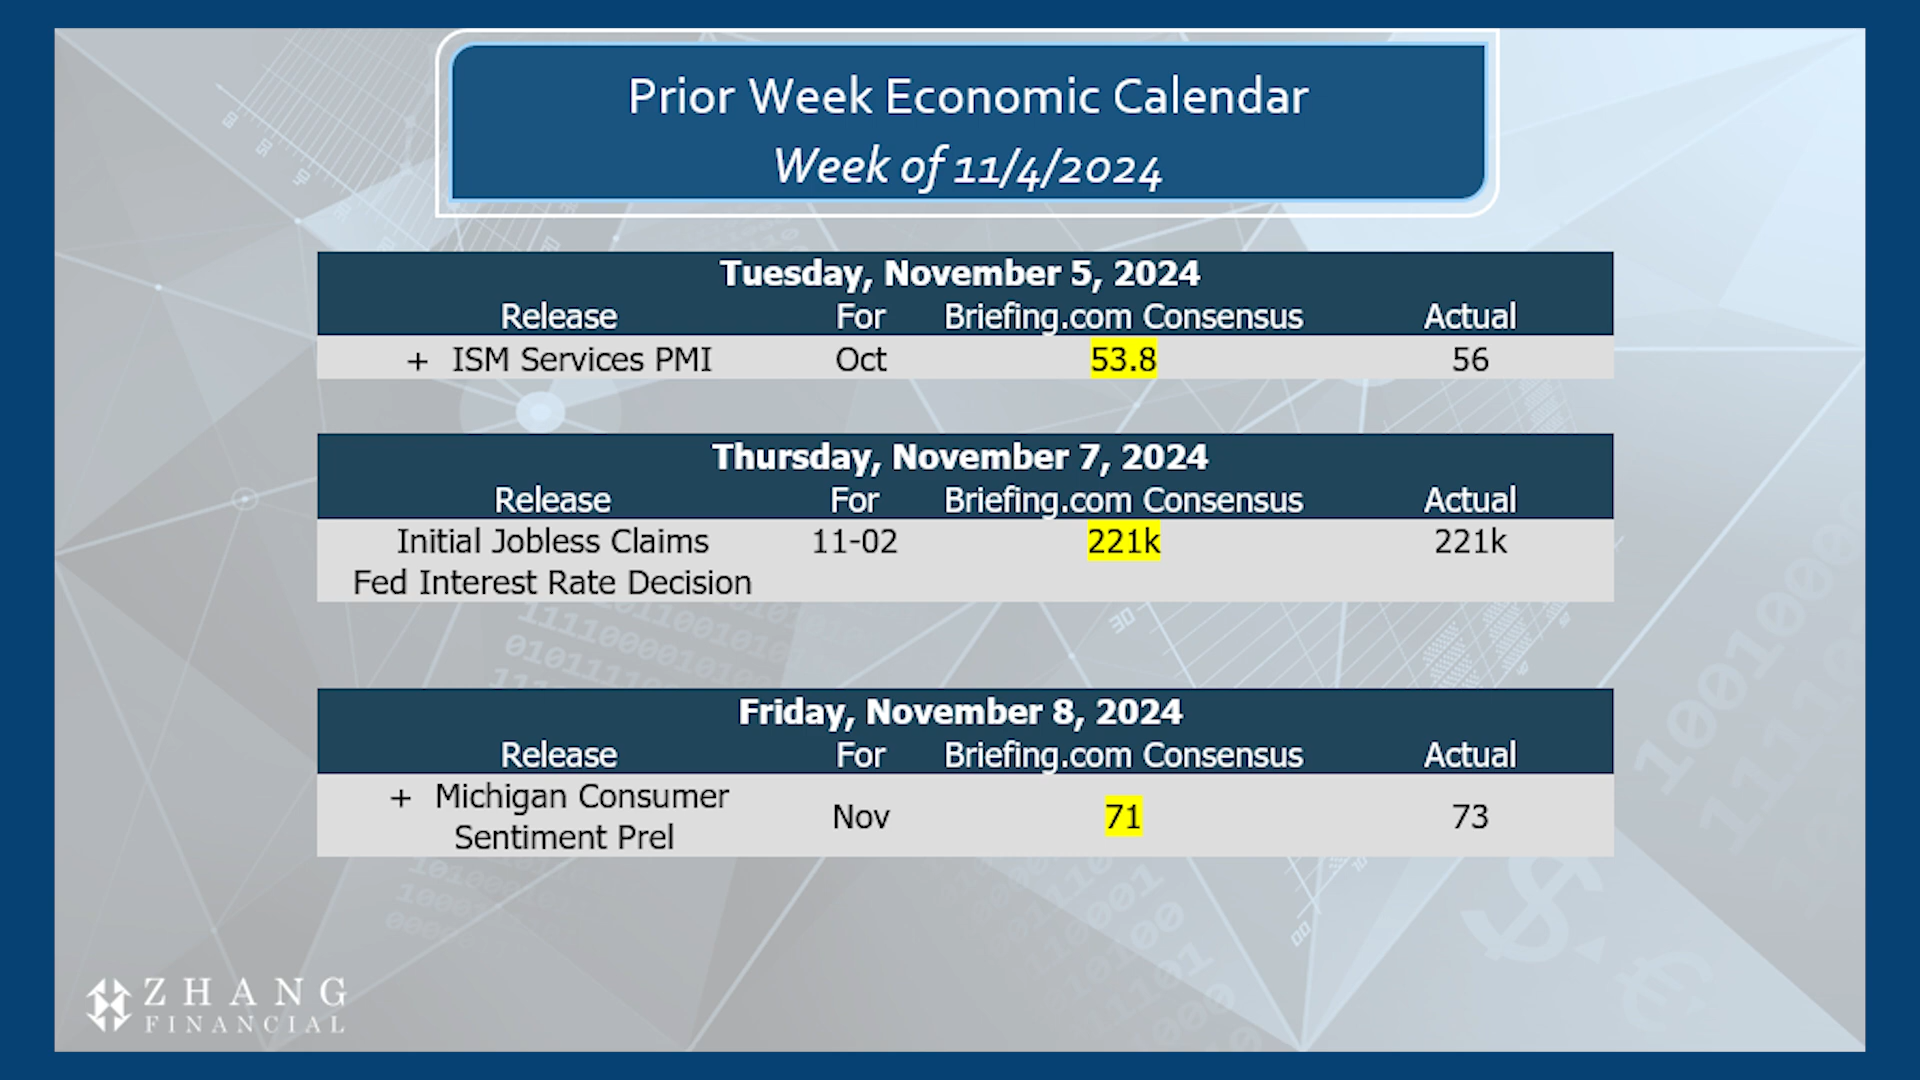 Prior Week Economic Calendar
Week of 11/4/2024
Tuesday, November 5, 2024
Release For Briefing.com Consensus Actual
+ ISM Services PMI Oct 53.8 56
Thursday, November 7, 2024
Release For Briefing.com Consensus Actual
Initial Jobless Claims 11-02 221k 221k
Fed Interest Rate Decision
Friday, November 8, 2024
Release For Briefing.com Consensus Actual
+ Michigan Consumer
Sentiment Prel Nov 71 73
ZHANG
FINANCIAL